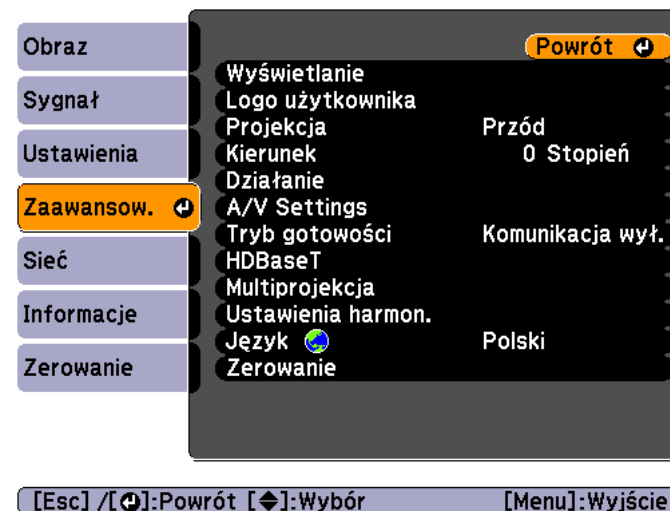 Obraz
Sygnał
Ustawienia
Zaawansow.
Sieć
Informacje
Zerowanie
Powrót
Wyświetlanie
Logo użytkownika
Projekcja Przód
Kierunek 0 Stopień
Działanie
A/V Settings
Tryb gotowości Komunikacja wył.
HDBaseT
Multiprojekcja
Ustawienia harmon.
Język Polski
Zerowanie
[Esc] /[⏎]:Powrót [◆]:Wybór [Menu]:Wyjście